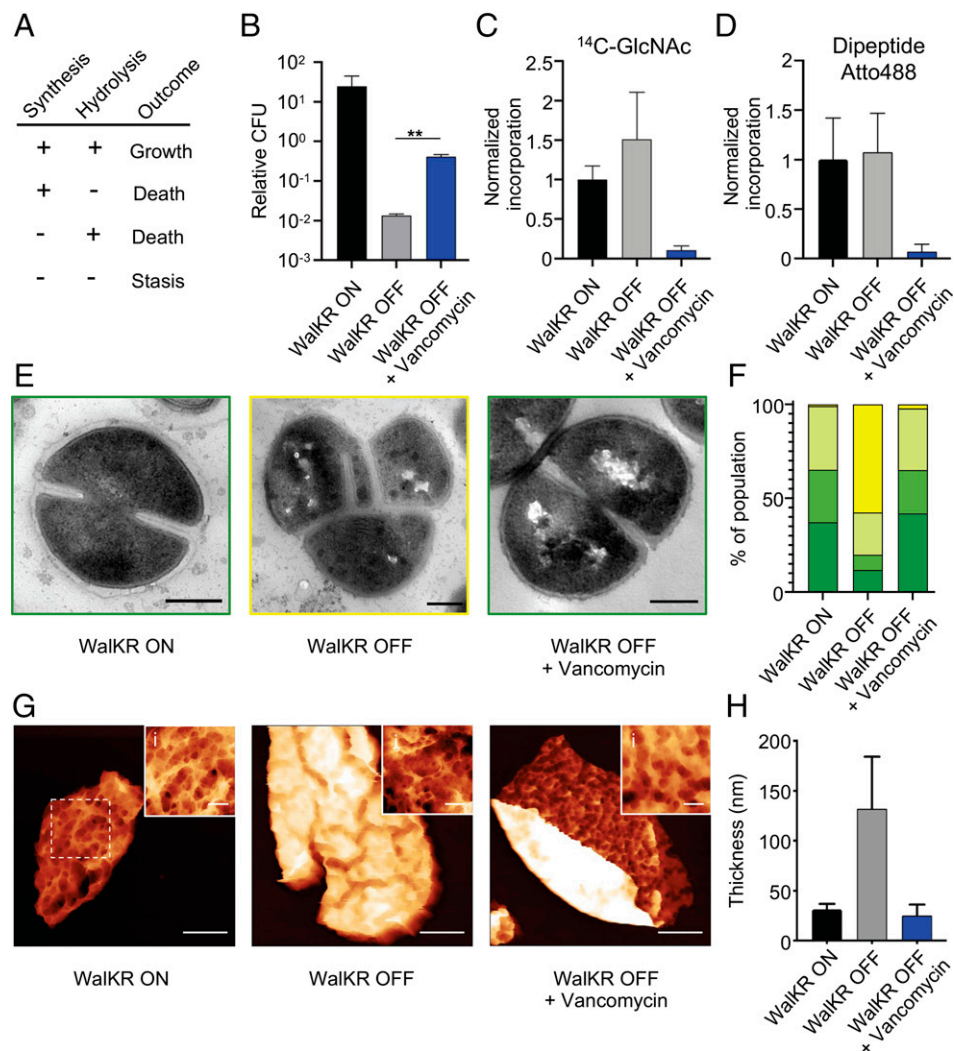 A
Synthesis Hydrolysis Outcome
+ + Growth
+ - Death
- + Death
- - Stasis
B
Relative CFU
10²
10¹
10⁰
10⁻¹
10⁻²
10⁻³
**
WalKR ON
WalKR OFF
WalKR OFF
+ Vancomycin
C
¹⁴C-GlcNAc
Normalized
incorporation
2.5
2
1.5
1
0.5
0
WalKR ON
WalKR OFF
WalKR OFF
+ Vancomycin
D
Dipeptide
Atto488
Normalized
incorporation
2
1.5
1
0.5
0
WalKR ON
WalKR OFF
WalKR OFF
+ Vancomycin
E
WalKR ON
WalKR OFF
WalKR OFF
+ Vancomycin
F
% of population
100
50
0
WalKR ON
WalKR OFF
WalKR OFF
+ Vancomycin
G
i
i
i
WalKR ON
WalKR OFF
WalKR OFF
+ Vancomycin
H
Thickness (nm)
200
150
100
50
0
WalKR ON
WalKR OFF
WalKR OFF
+ Vancomycin